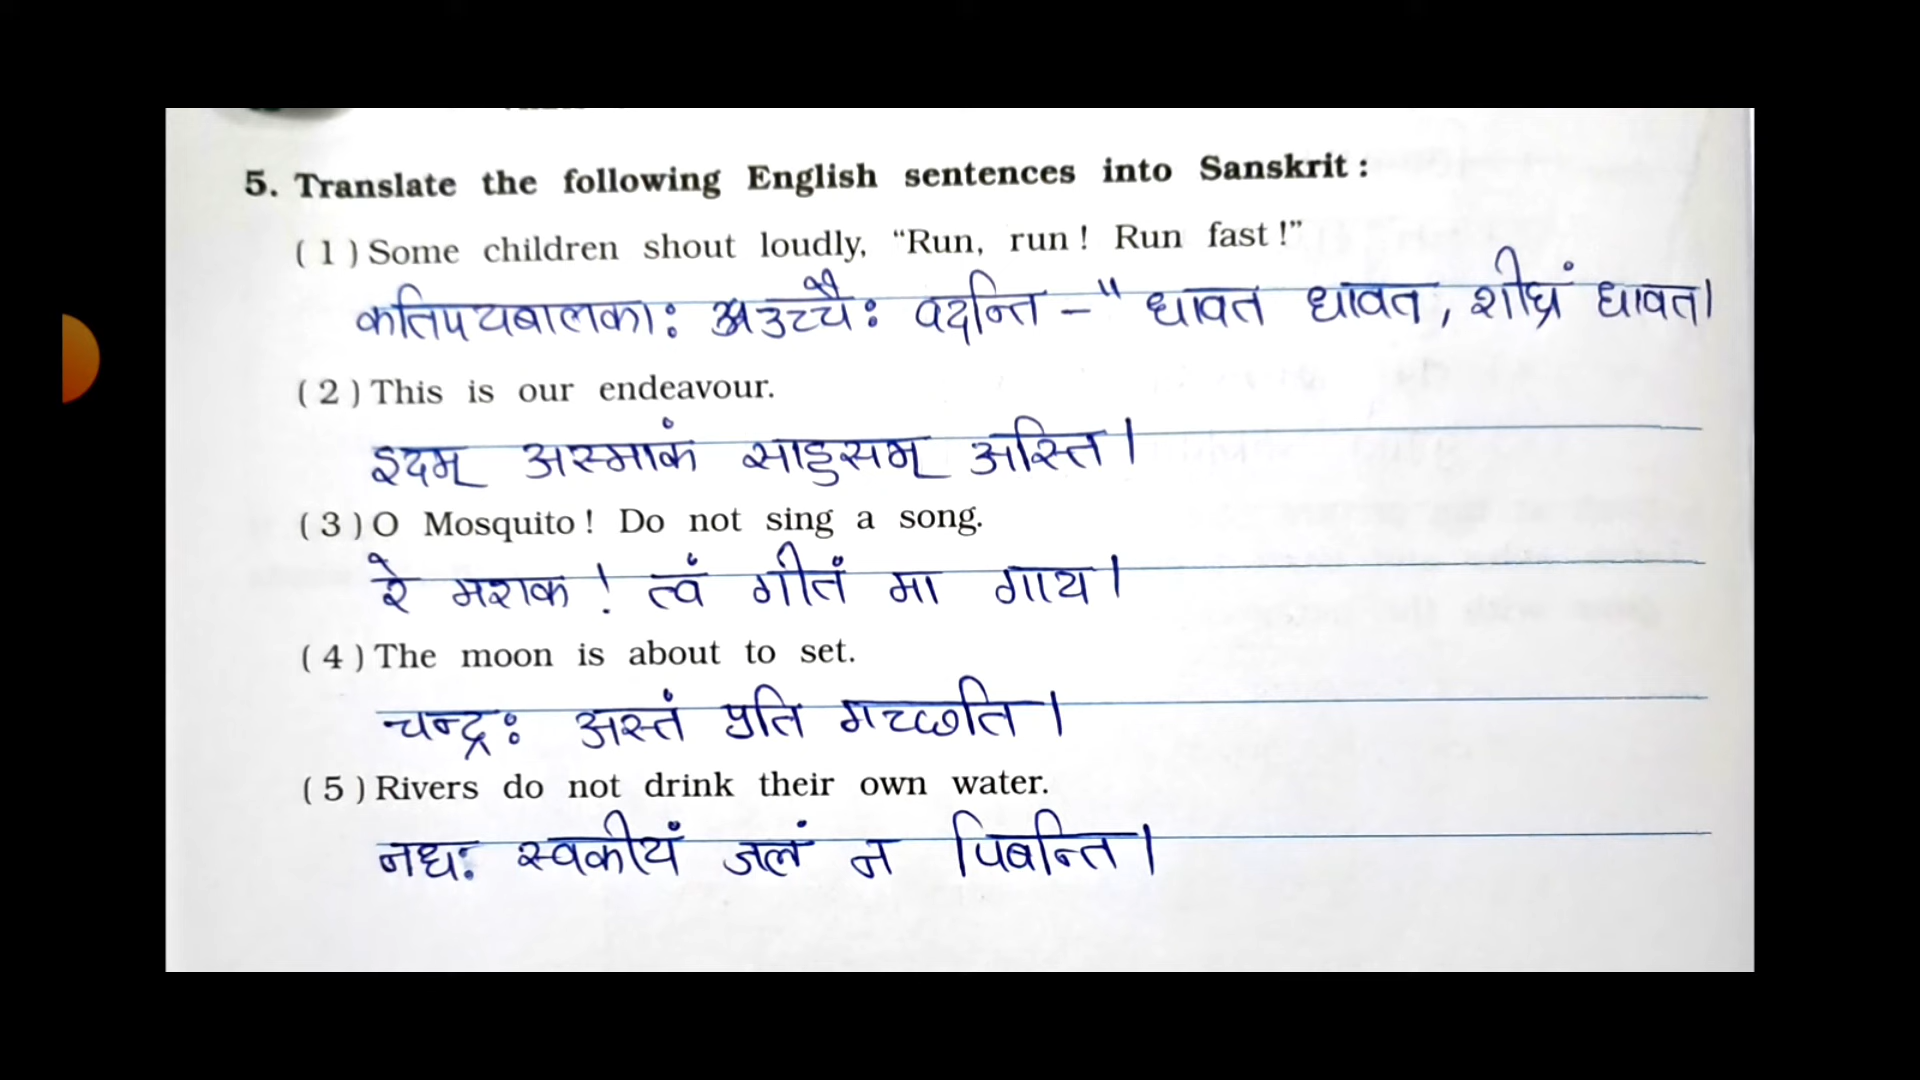 5. Translate the following English sentences into Sanskrit :
( 1 ) Some children shout loudly, “Run, run ! Run fast !”
कतिपयबालकाः उच्चैः वदन्ति – " धावत धावत , शीघ्रं धावत।
( 2 ) This is our endeavour.
इदम् अस्माकं अस्ति।
( 3 ) O Mosquito ! Do not sing a song.
रे मशक ! त्वं गीतं मा गाय।
( 4 ) The moon is about to set.
चन्द्रः अस्तं प्रति गच्छति।
( 5 ) Rivers do not drink their own water.
नद्यः स्वकीयं जलं न पिबन्ति।